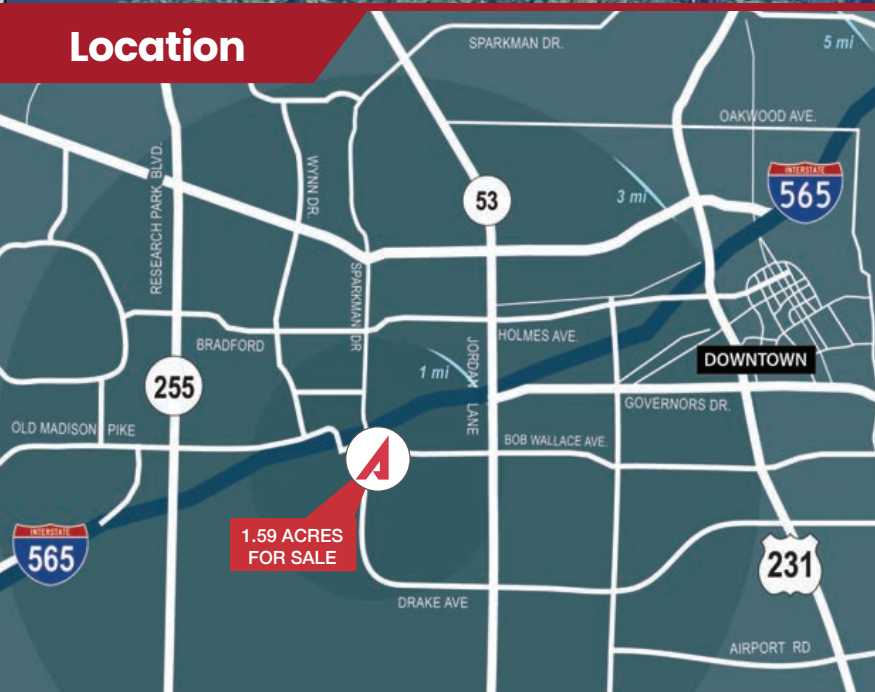 Location
SPARKMAN DR.
5 mi
OAKWOOD AVE.
RESEARCH PARK BLVD.
WYNN DR.
53
3 mi
INTERSTATE
565
SPARKMAN DR
BRADFORD
HOLMES AVE.
JORDAN LANE
DOWNTOWN
1 mi
255
GOVERNORS DR.
OLD MADISON PIKE
BOB WALLACE AVE.
INTERSTATE
565
1.59 ACRES
FOR SALE
231
DRAKE AVE
AIRPORT RD